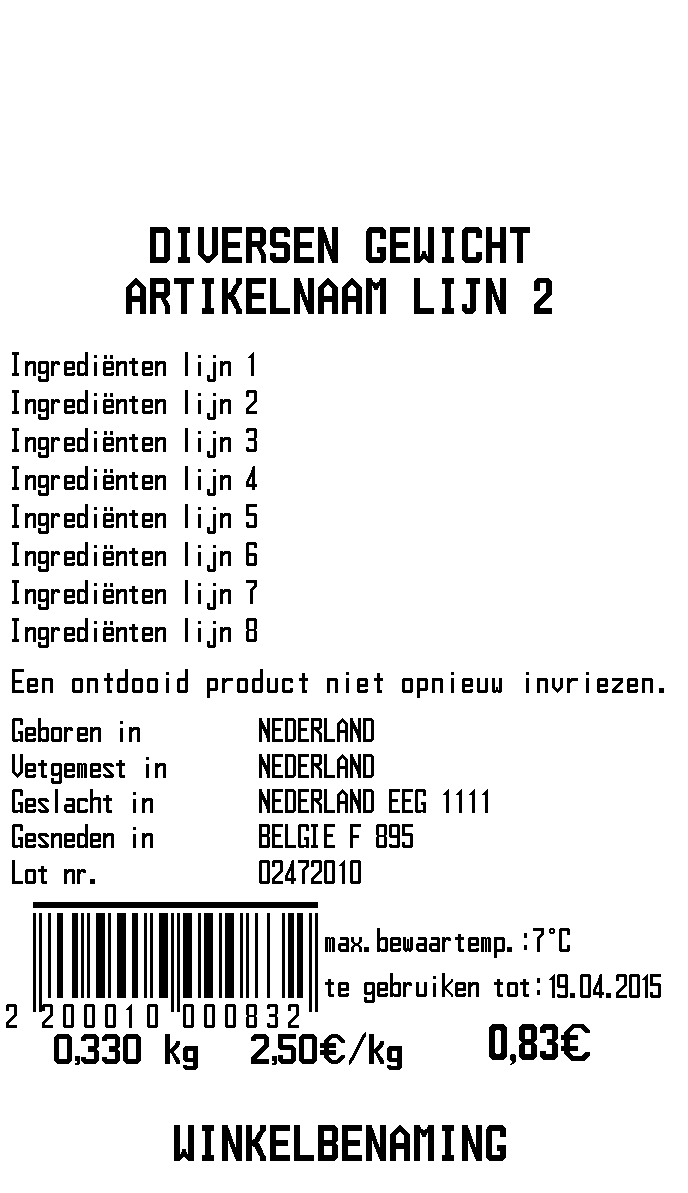 DIVERSEN GEWICHT
ARTIKELNAAM LIJN 2
Ingrediënten lijn 1
Ingrediënten lijn 2
Ingrediënten lijn 3
Ingrediënten lijn 4
Ingrediënten lijn 5
Ingrediënten lijn 6
Ingrediënten lijn 7
Ingrediënten lijn 8
Een ontdooid product niet opnieuw invriezen.
Geboren in NEDERLAND
Vetgemest in NEDERLAND
Geslacht in NEDERLAND EEG 1111
Gesneden in BELGIE F 895
Lot nr. 02472010
max.bewaartemp.:7°C
te gebruiken tot:19.04.2015
2 200010 000832
0,330 kg 2,50€/kg 0,83€
WINKELBENAMING